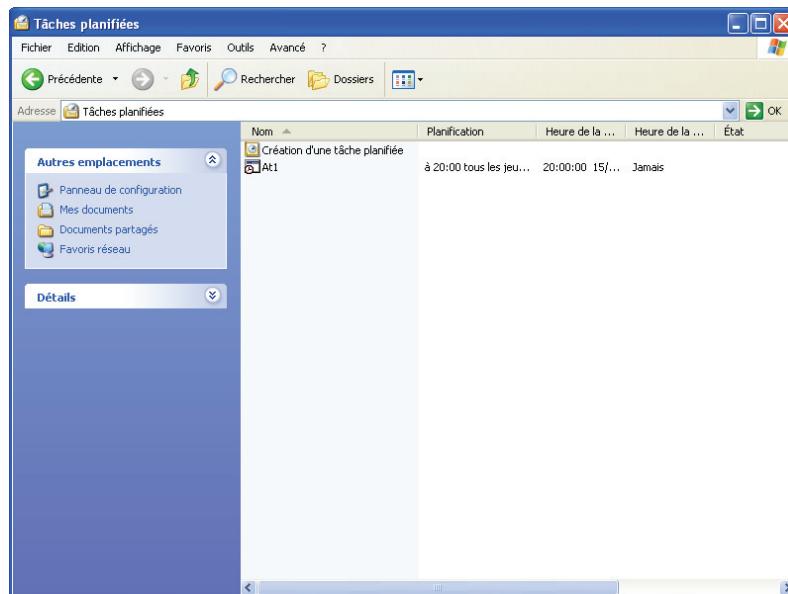 Tâches planifiées
Fichier Edition Affichage Favoris Outils Avancé ?
Précédente Rechercher Dossiers
Adresse Tâches planifiées OK
Nom Planification Heure de la ... Heure de la ... État
Création d'une tâche planifiée
At1 à 20:00 tous les jeu... 20:00:00 15/... Jamais
Autres emplacements
Panneau de configuration
Mes documents
Documents partagés
Favoris réseau
Détails